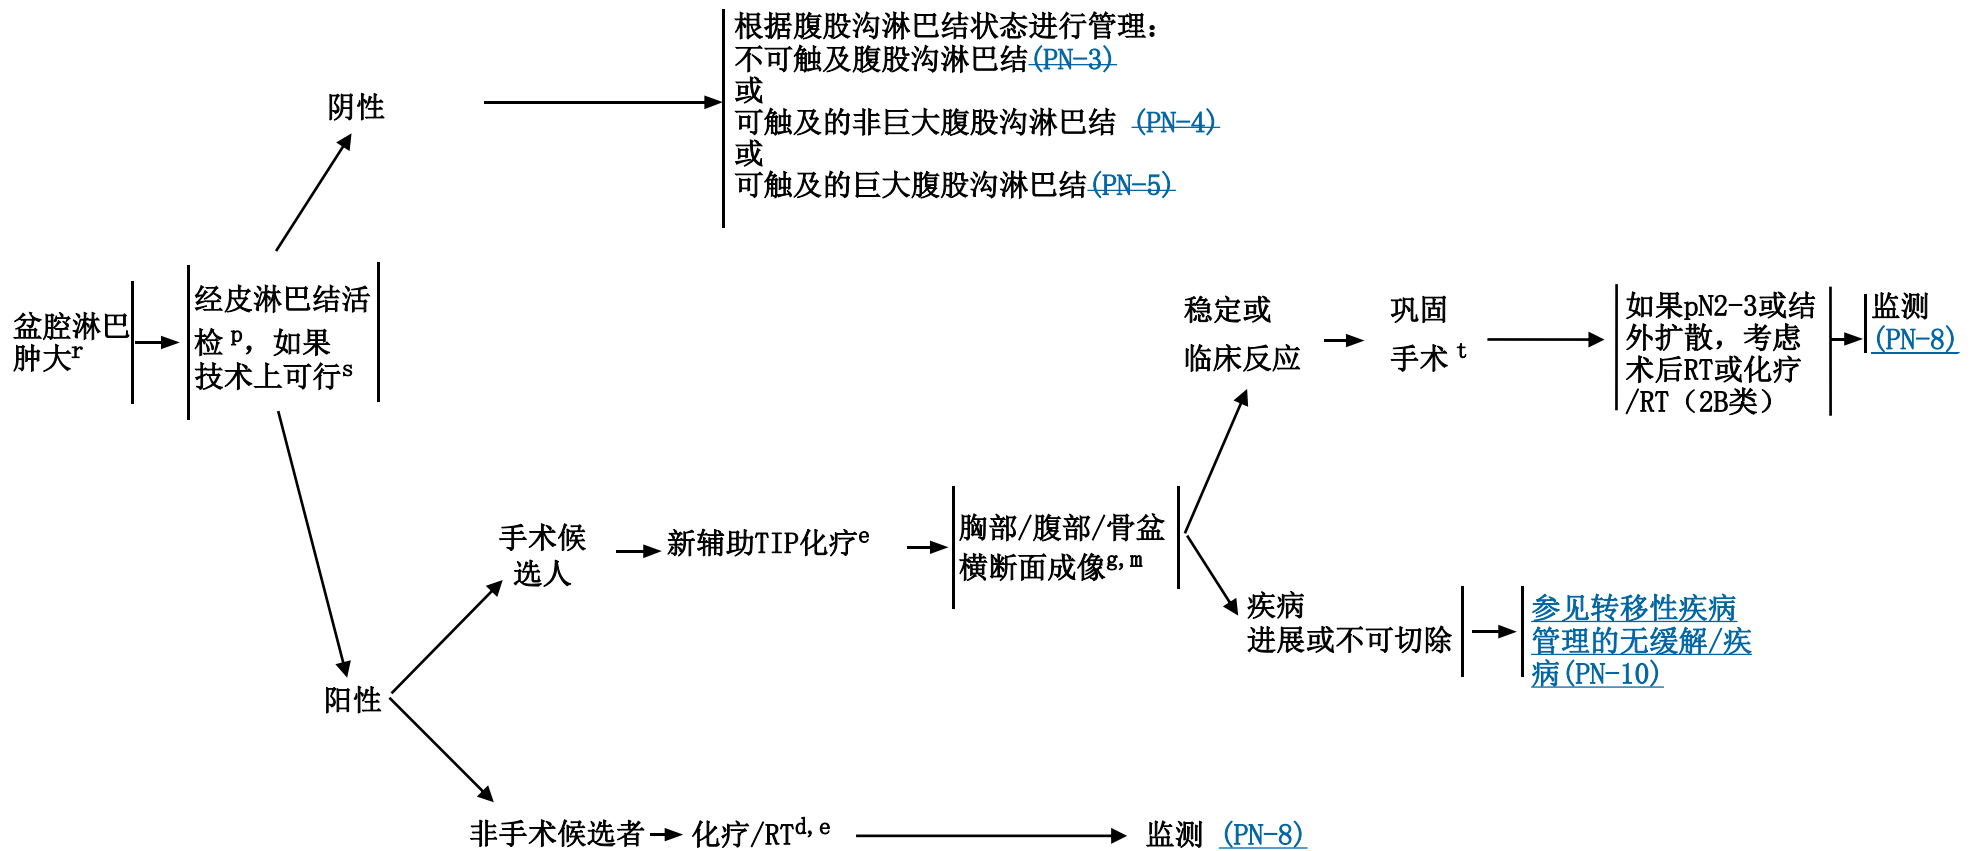 根据腹股沟淋巴结状态进行管理：
不可触及腹股沟淋巴结(PN-3)
或
可触及的非巨大腹股沟淋巴结 (PN-4)
或
可触及的巨大腹股沟淋巴结(PN-5)
阴性
盆腔淋巴
肿大r
经皮淋巴结活
检 p，如果
技术上可行s
稳定或
临床反应
巩固
手术 t
如果pN2-3或结
外扩散，考虑
术后RT或化疗
/RT（2B类）
监测
(PN-8)
手术候
选人
新辅助TIP化疗e
胸部/腹部/骨盆
横断面成像g,m
疾病
进展或不可切除
参见转移性疾病
管理的无缓解/疾
病(PN-10)
阳性
非手术候选者
化疗/RTd,e
监测 (PN-8)